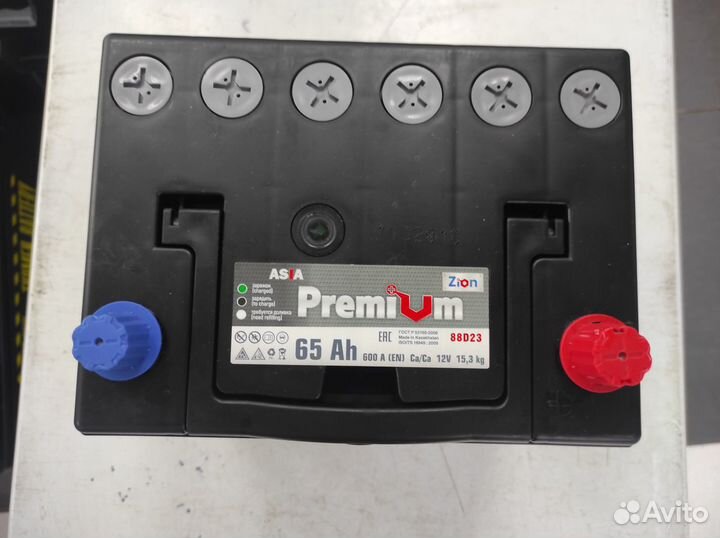 ASIA
Zion
заряжен
(charged)
зарядить
(to charge)
требуется доливка
(need refilling)
Premium
65 Ah
600 A (EN) Ca/Ca 12V 15,3 kg
EAC
Made in Kazakhstan
88D23
Avito